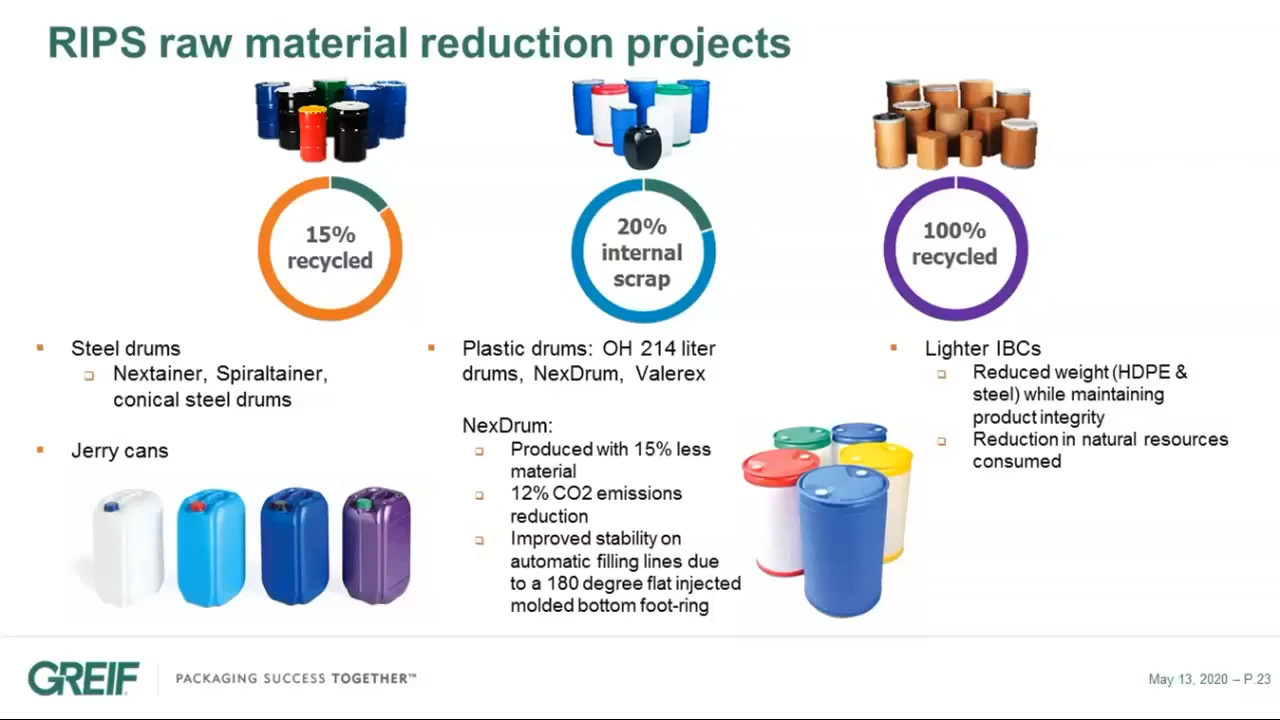 RIPS raw material reduction projects
15%
recycled
20%
internal
scrap
100%
recycled
Steel drums
Nextainer, Spiraltainer,
conical steel drums
Jerry cans
Plastic drums: OH 214 liter
drums, NexDrum, Valerex
NexDrum:
Produced with 15% less
material
12% CO2 emissions
reduction
Improved stability on
automatic filling lines due
to a 180 degree flat injected
molded bottom foot-ring
Lighter IBCs
Reduced weight (HDPE &
steel) while maintaining
product integrity
Reduction in natural resources
consumed
GREIF
PACKAGING SUCCESS TOGETHER™
May 13, 2020 – P.23